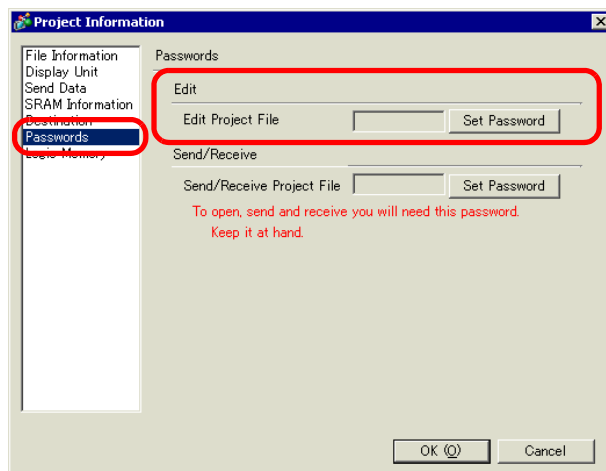 Project Information
File Information
Display Unit
Send Data
SRAM Information
Destination
Passwords
Logic Memory
Passwords
Edit
Edit Project File
Set Password
Send/Receive
Send/Receive Project File
Set Password
To open, send and receive you will need this password.
Keep it at hand.
OK (O)
Cancel